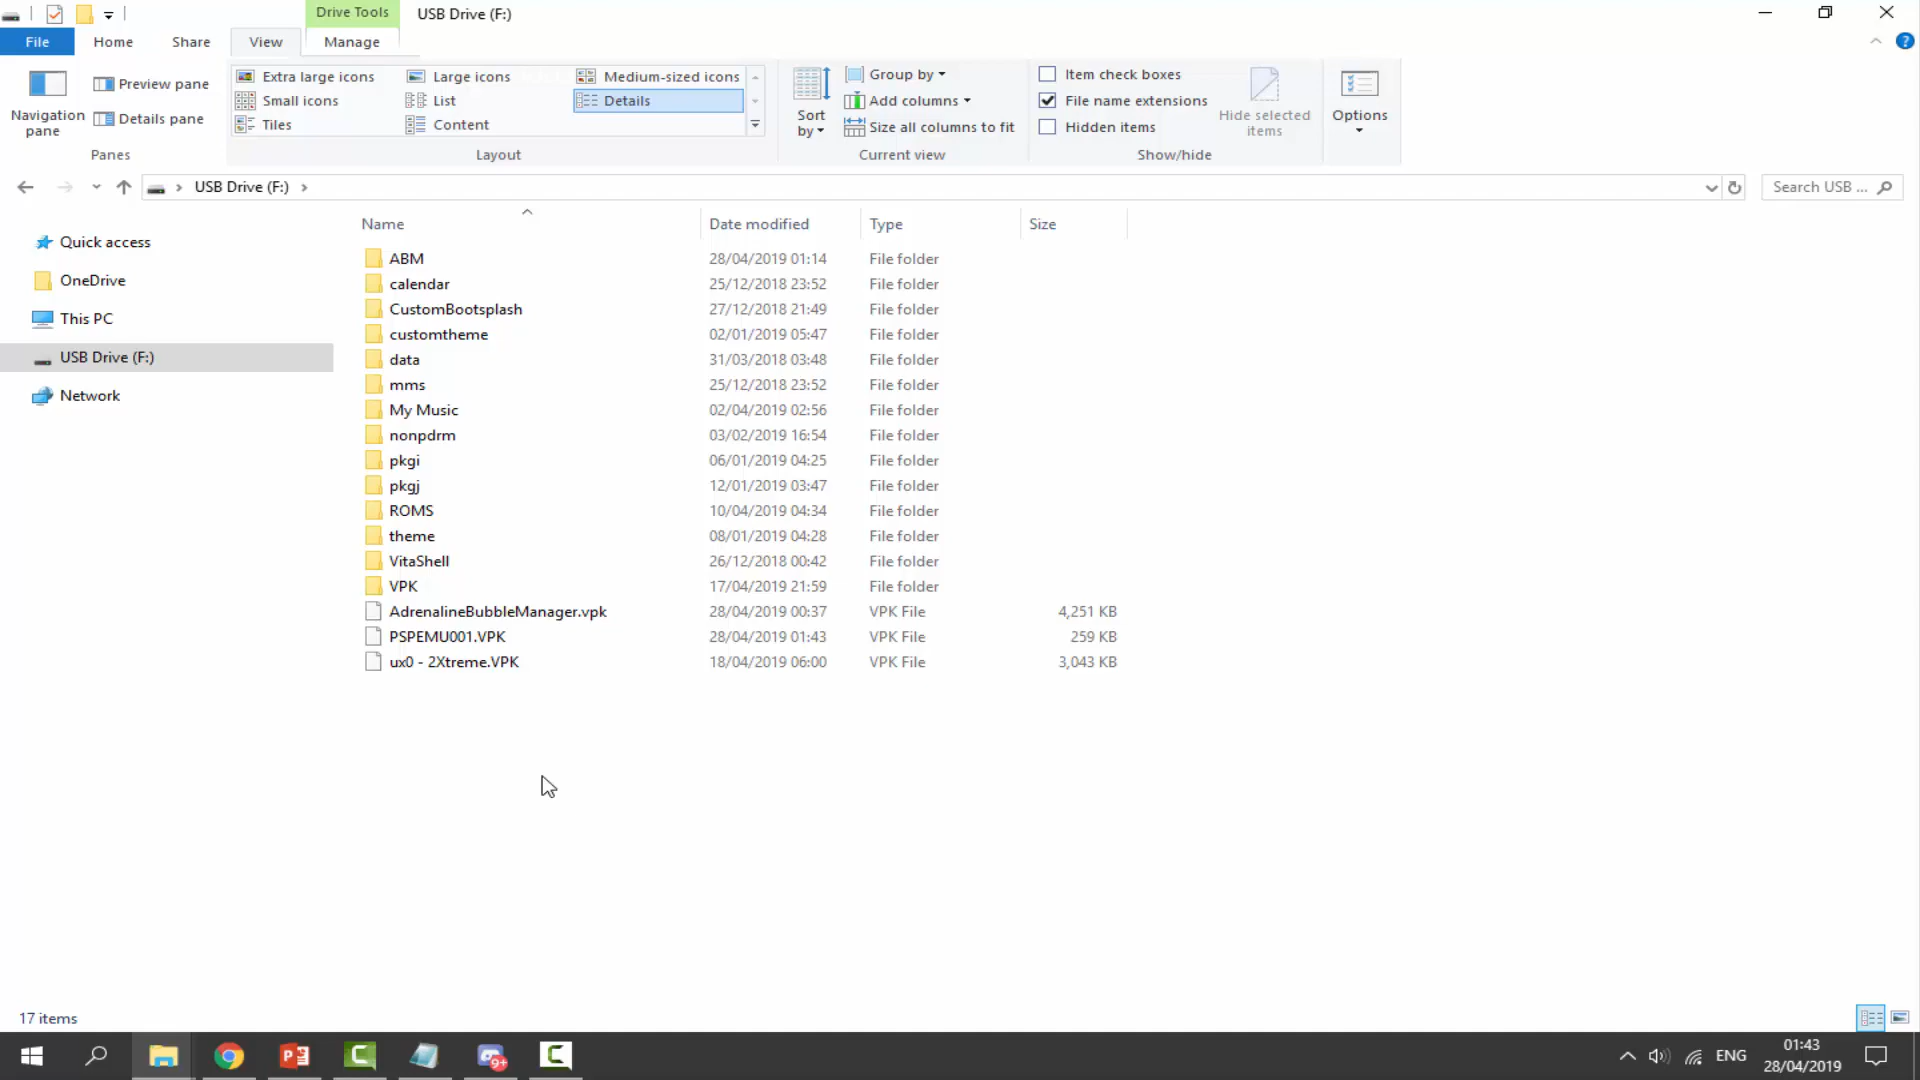 Drive Tools USB Drive (F:)
File Home Share View Manage
Navigation pane
Preview pane
Details pane
Panes
Extra large icons Large icons Medium-sized icons
Small icons List Details
Tiles Content
Layout
Sort by
Group by
Add columns
Size all columns to fit
Current view
Item check boxes
File name extensions
Hidden items
Hide selected items
Show/hide
Options
USB Drive (F:)
Search USB ...
Quick access
OneDrive
This PC
USB Drive (F:)
Network
Name Date modified Type Size
ABM 28/04/2019 01:14 File folder
calendar 25/12/2018 23:52 File folder
CustomBootsplash 27/12/2018 21:49 File folder
customtheme 02/01/2019 05:47 File folder
data 31/03/2018 03:48 File folder
mms 25/12/2018 23:52 File folder
My Music 02/04/2019 02:56 File folder
nonpdrm 03/02/2019 16:54 File folder
pkgi 06/01/2019 04:25 File folder
pkgj 12/01/2019 03:47 File folder
ROMS 10/04/2019 04:34 File folder
theme 08/01/2019 04:28 File folder
VitaShell 26/12/2018 00:42 File folder
VPK 17/04/2019 21:59 File folder
AdrenalineBubbleManager.vpk 28/04/2019 00:37 VPK File 4,251 KB
PSPEMU001.VPK 28/04/2019 01:43 VPK File 259 KB
ux0 - 2Xtreme.VPK 18/04/2019 06:00 VPK File 3,043 KB
17 items
9+
ENG
01:43
28/04/2019